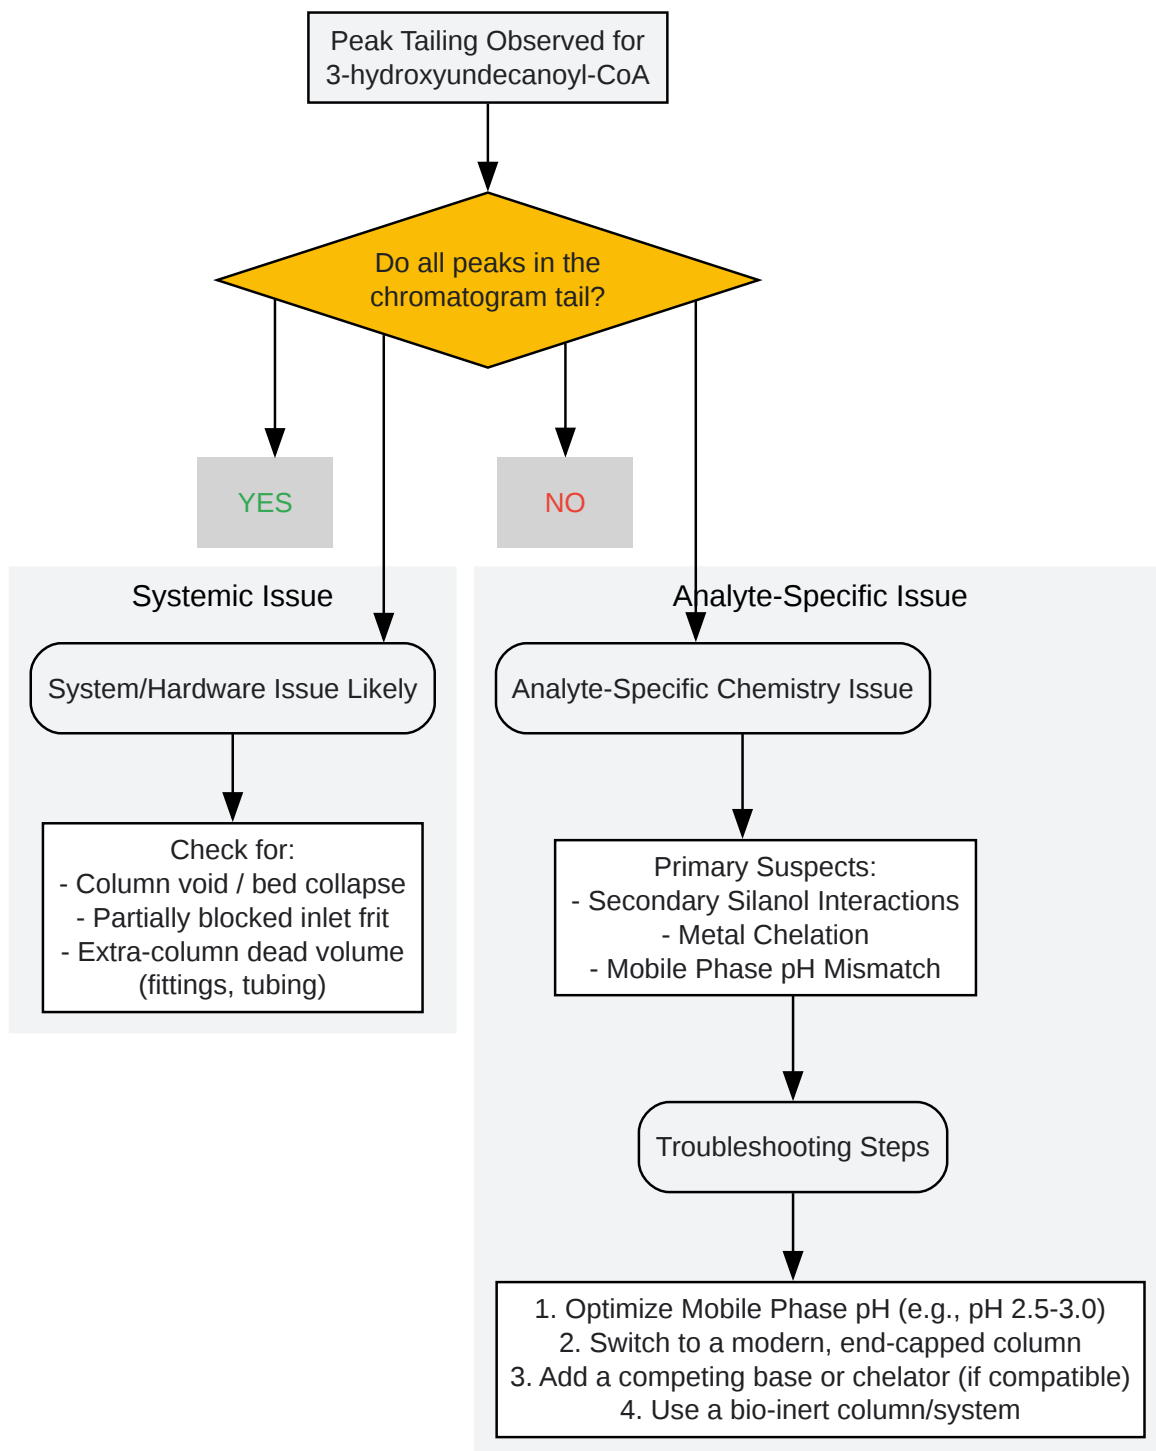 Peak Tailing Observed for
3-hydroxyundecanoyl-CoA
Do all peaks in the
chromatogram tail?
YES
NO
Systemic Issue
System/Hardware Issue Likely
Check for:
- Column void / bed collapse
- Partially blocked inlet frit
- Extra-column dead volume
(fittings, tubing)
Analyte-Specific Issue
Analyte-Specific Chemistry Issue
Primary Suspects:
- Secondary Silanol Interactions
- Metal Chelation
- Mobile Phase pH Mismatch
Troubleshooting Steps
1. Optimize Mobile Phase pH (e.g., pH 2.5-3.0)
2. Switch to a modern, end-capped column
3. Add a competing base or chelator (if compatible)
4. Use a bio-inert column/system